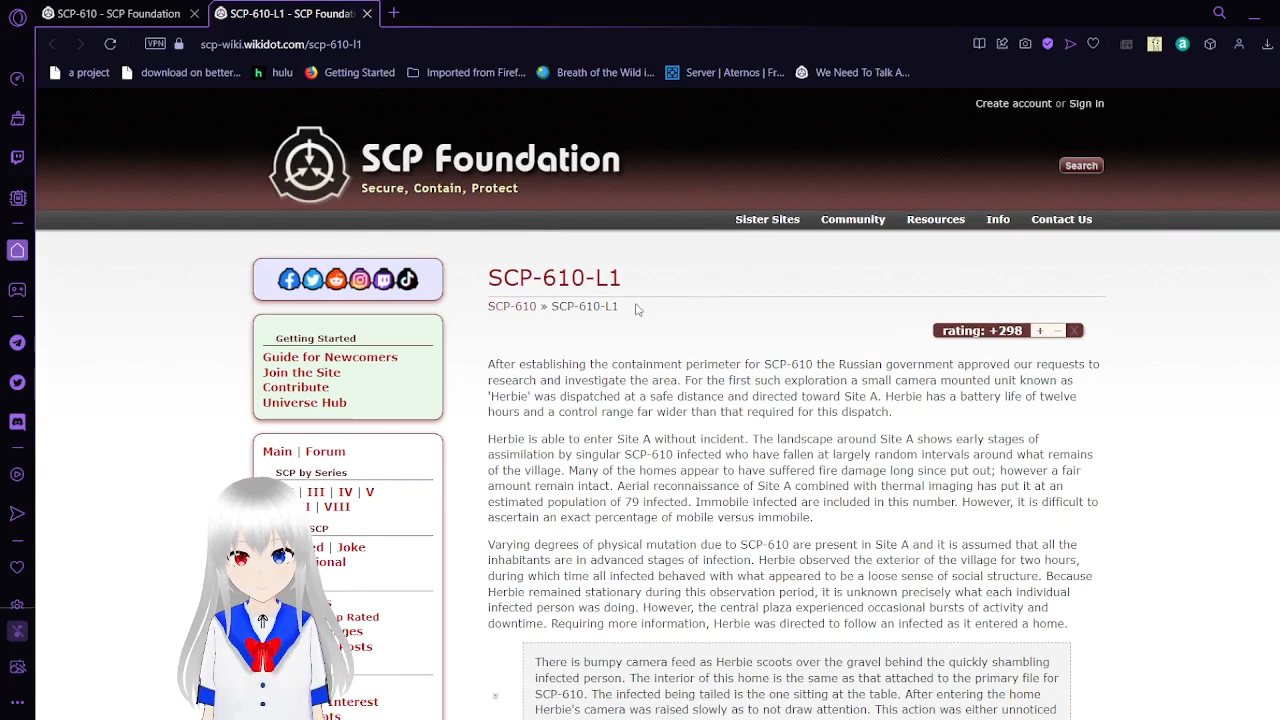 SCP-610 - SCP Foundation
SCP-610-L1 - SCP Foundati
VPN
scp-wiki.wikidot.com/scp-610-l1
a project
download on better...
hulu
Getting Started
Imported from Firef...
Breath of the Wild i...
Server | Aternos | Fr...
We Need To Talk A...
Create account or Sign in
SCP Foundation
Secure, Contain, Protect
Search
Sister Sites
Community
Resources
Info
Contact Us
Getting Started
Guide for Newcomers
Join the Site
Contribute
Universe Hub
Main | Forum
SCP by Series
| III | IV | V
I | VIII
SCP
ed | Joke
ional
p Rated
ges
Posts
nterest
ats
SCP-610-L1
SCP-610 » SCP-610-L1
rating: +298 + − X
After establishing the containment perimeter for SCP-610 the Russian government approved our requests to
research and investigate the area. For the first such exploration a small camera mounted unit known as
'Herbie' was dispatched at a safe distance and directed toward Site A. Herbie has a battery life of twelve
hours and a control range far wider than that required for this dispatch.
Herbie is able to enter Site A without incident. The landscape around Site A shows early stages of
assimilation by singular SCP-610 infected who have fallen at largely random intervals around what remains
of the village. Many of the homes appear to have suffered fire damage long since put out; however a fair
amount remain intact. Aerial reconnaissance of Site A combined with thermal imaging has put it at an
estimated population of 79 infected. Immobile infected are included in this number. However, it is difficult to
ascertain an exact percentage of mobile versus immobile.
Varying degrees of physical mutation due to SCP-610 are present in Site A and it is assumed that all the
inhabitants are in advanced stages of infection. Herbie observed the exterior of the village for two hours,
during which time all infected behaved with what appeared to be a loose sense of social structure. Because
Herbie remained stationary during this observation period, it is unknown precisely what each individual
infected person was doing. However, the central plaza experienced occasional bursts of activity and
downtime. Requiring more information, Herbie was directed to follow an infected as it entered a home.
There is bumpy camera feed as Herbie scoots over the gravel behind the quickly shambling
infected person. The interior of this home is the same as that attached to the primary file for
SCP-610. The infected being tailed is the one sitting at the table. After entering the home
Herbie's camera was raised slowly as to not draw attention. This action was either unnoticed